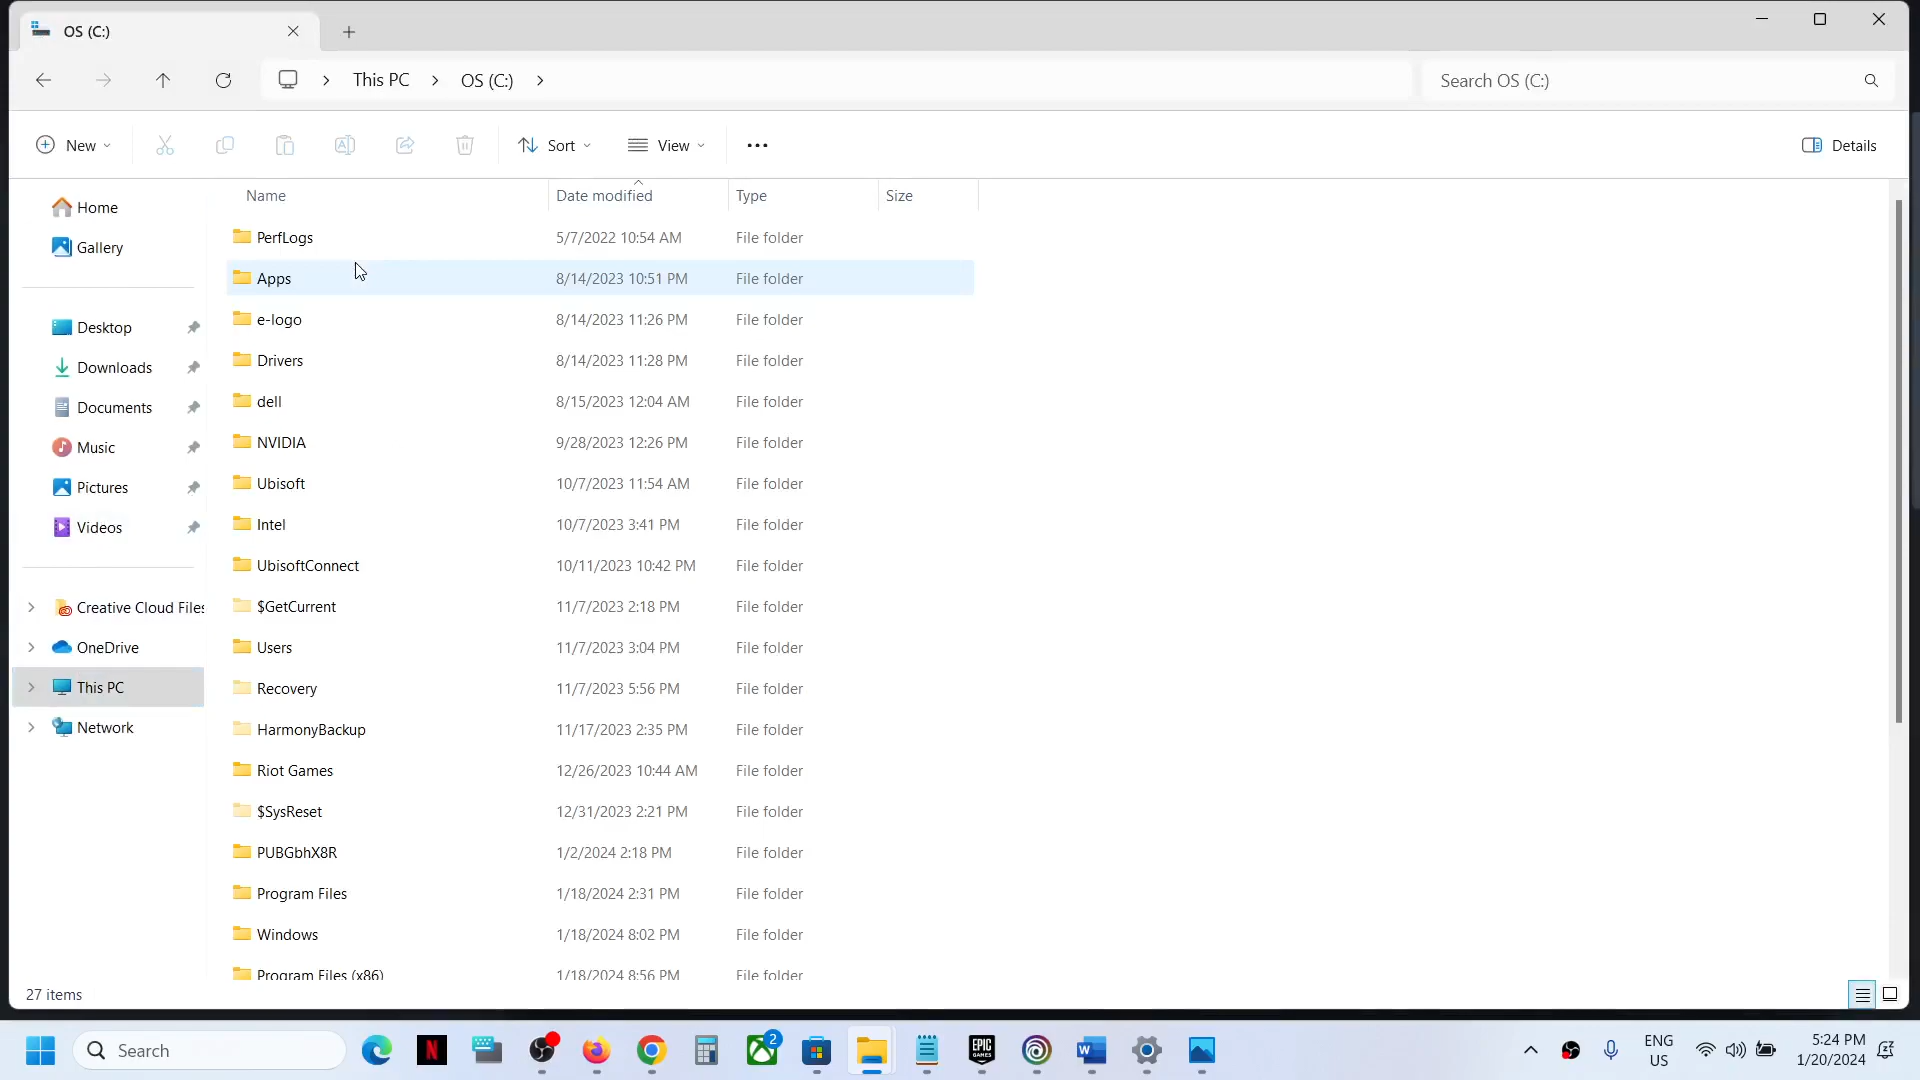 OS (C:)
This PC
OS (C:)
Search OS (C:)
New
Sort
View
Details
Name Date modified Type Size
Home
Gallery
Desktop
Downloads
Documents
Music
Pictures
Videos
Creative Cloud Files
OneDrive
This PC
Network
PerfLogs 5/7/2022 10:54 AM File folder
Apps 8/14/2023 10:51 PM File folder
e-logo 8/14/2023 11:26 PM File folder
Drivers 8/14/2023 11:28 PM File folder
dell 8/15/2023 12:04 AM File folder
NVIDIA 9/28/2023 12:26 PM File folder
Ubisoft 10/7/2023 11:54 AM File folder
Intel 10/7/2023 3:41 PM File folder
UbisoftConnect 10/11/2023 10:42 PM File folder
$GetCurrent 11/7/2023 2:18 PM File folder
Users 11/7/2023 3:04 PM File folder
Recovery 11/7/2023 5:56 PM File folder
HarmonyBackup 11/17/2023 2:35 PM File folder
Riot Games 12/26/2023 10:44 AM File folder
$SysReset 12/31/2023 2:21 PM File folder
PUBGbhX8R 1/2/2024 2:18 PM File folder
Program Files 1/18/2024 2:31 PM File folder
Windows 1/18/2024 8:02 PM File folder
Program Files (x86) 1/18/2024 8:56 PM File folder
27 items
Search
N
2
EPIC
GAMES
W
ENG
US
5:24 PM
1/20/2024